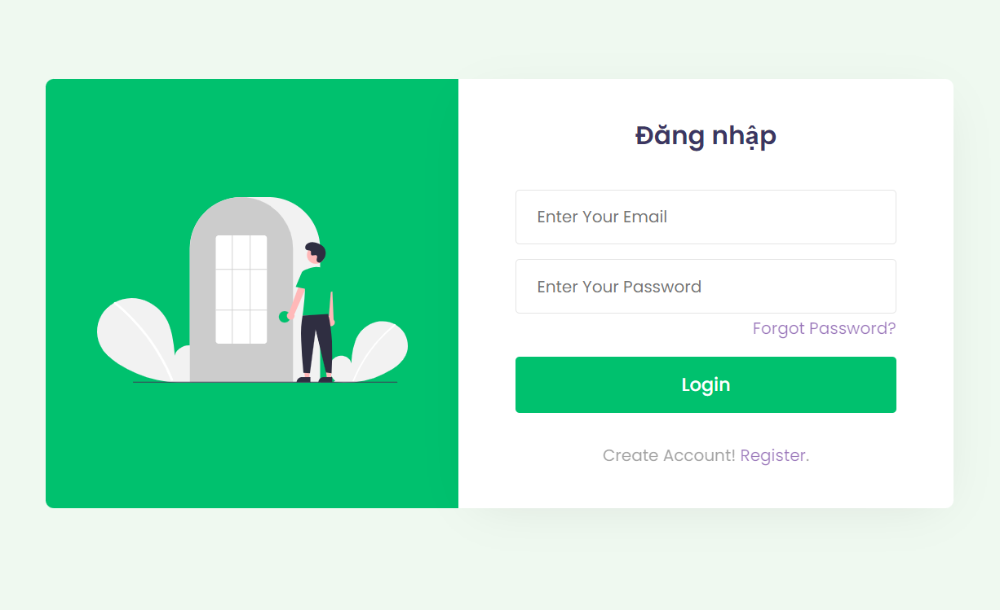 Đăng nhập
Enter Your Email
Enter Your Password
Forgot Password?
Login
Create Account! Register.